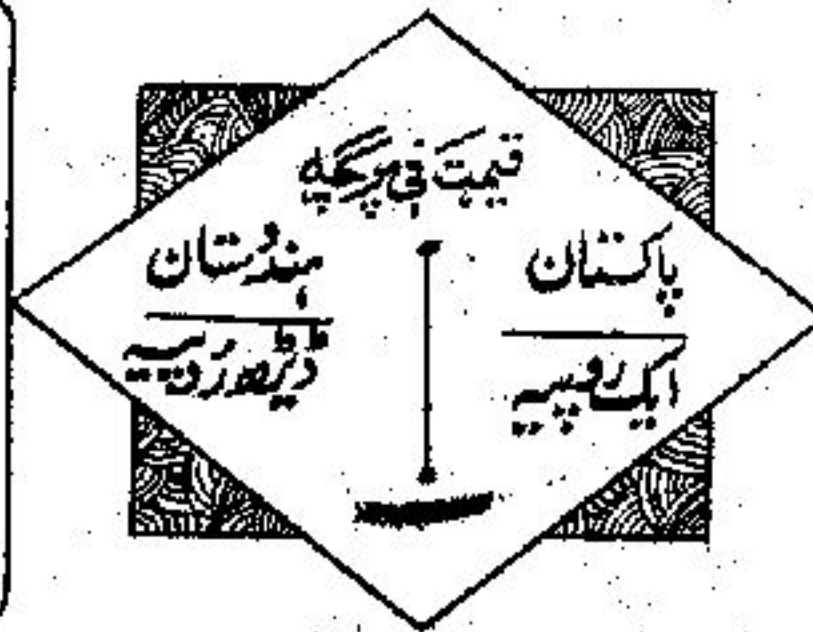 قیمت فی پرچہ
پاکستان
ایک روپیہ
ہندوستان
ڈیڑھ روپیہ